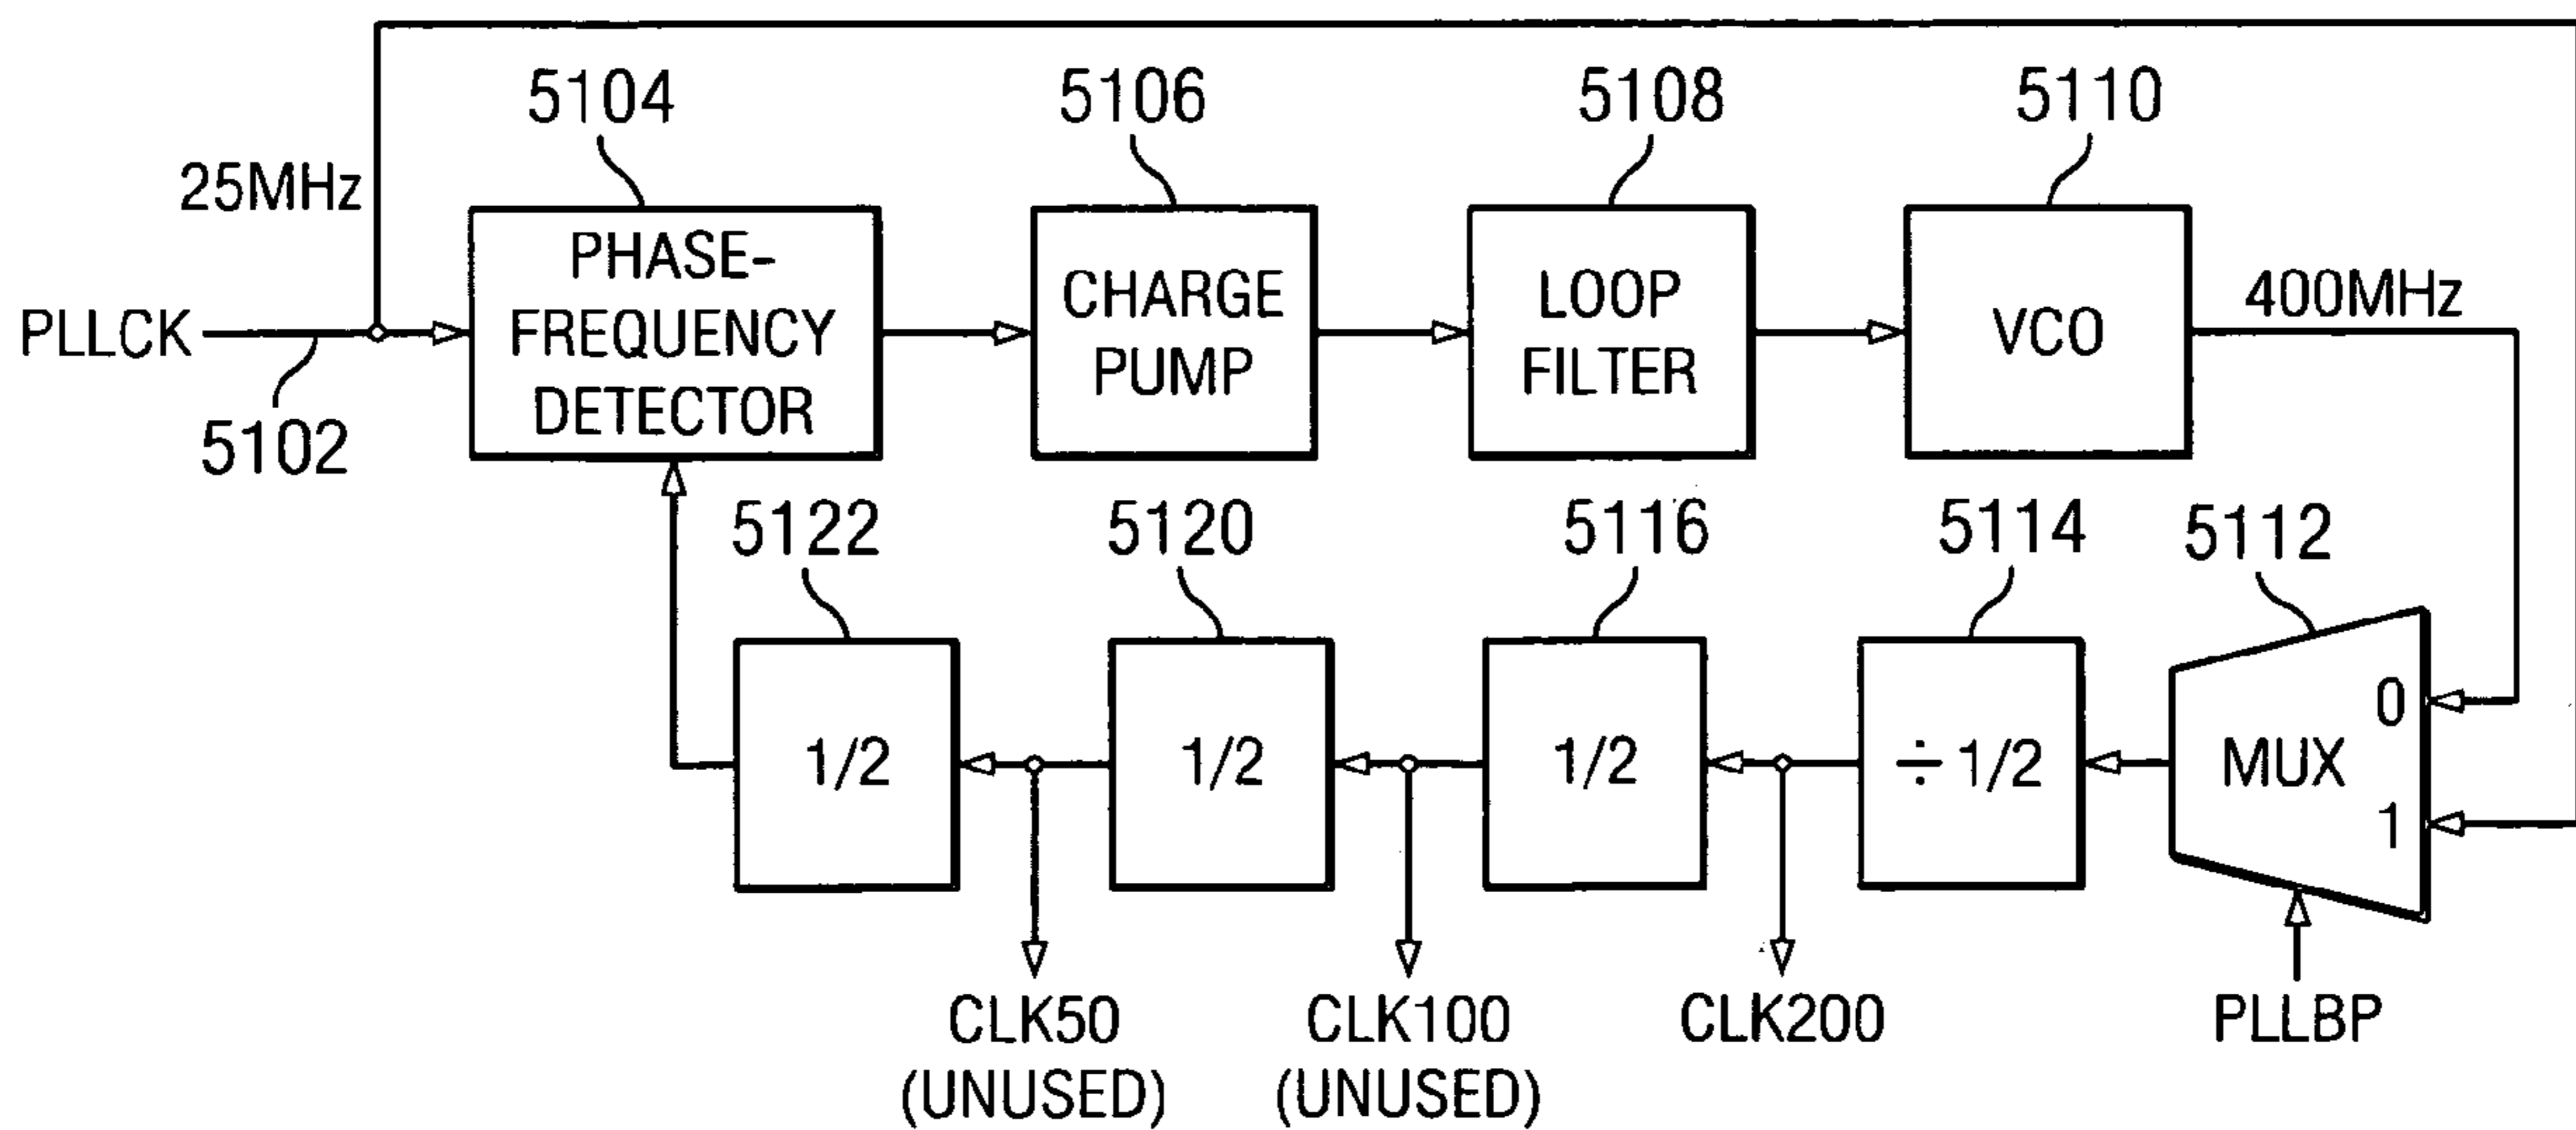 5104
5106
5108
5110
25MHz
PHASE-
FREQUENCY
DETECTOR
CHARGE
PUMP
LOOP
FILTER
VCO
400MHz
PLLCK
5102
5122
5120
5116
5114
5112
1/2
1/2
1/2
÷ 1/2
MUX
0
1
CLK50
(UNUSED)
CLK100
(UNUSED)
CLK200
PLLBP